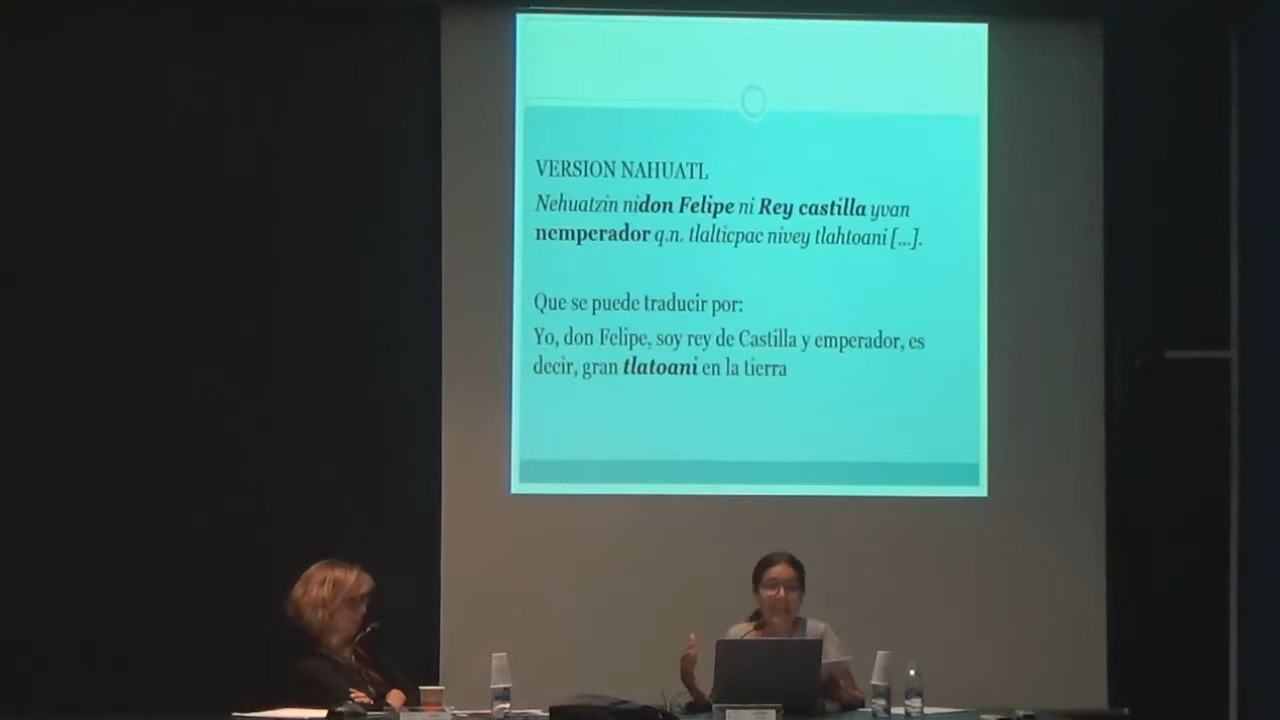 VERSION NAHUATL
Nehuatzin nidon Felipe ni Rey castilla yvan
nemperador q.n. tlalticpac nivey tlahtoani [...].
Que se puede traducir por:
Yo, don Felipe, soy rey de Castilla y emperador, es
decir, gran tlatoani en la tierra